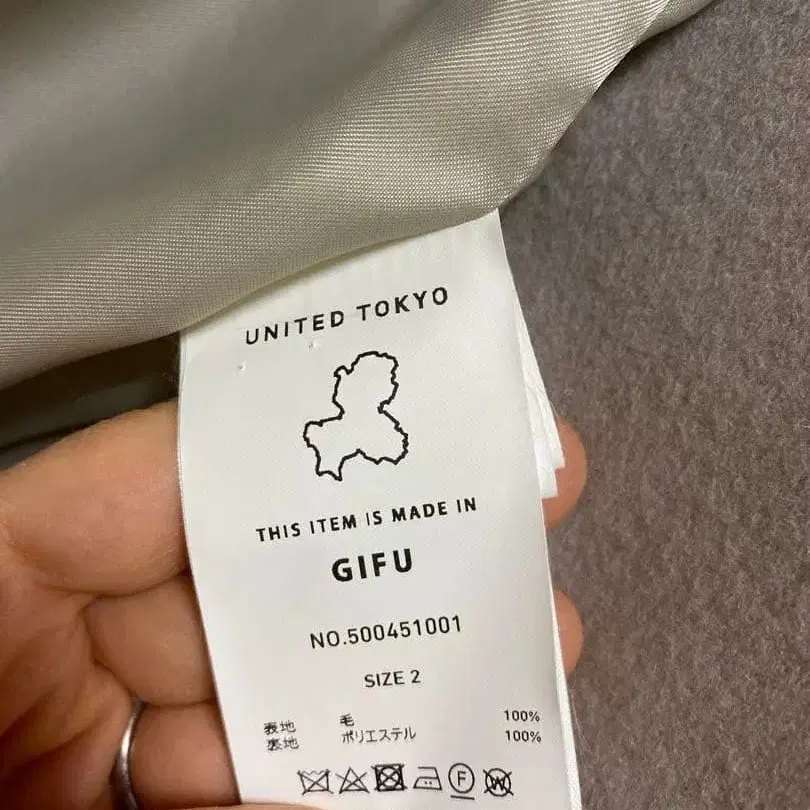 UNITED TOKYO
THIS ITEM IS MADE IN
GIFU
NO.500451001
SIZE 2
表地 毛 100%
裏地 ポリエステル 100%
F W